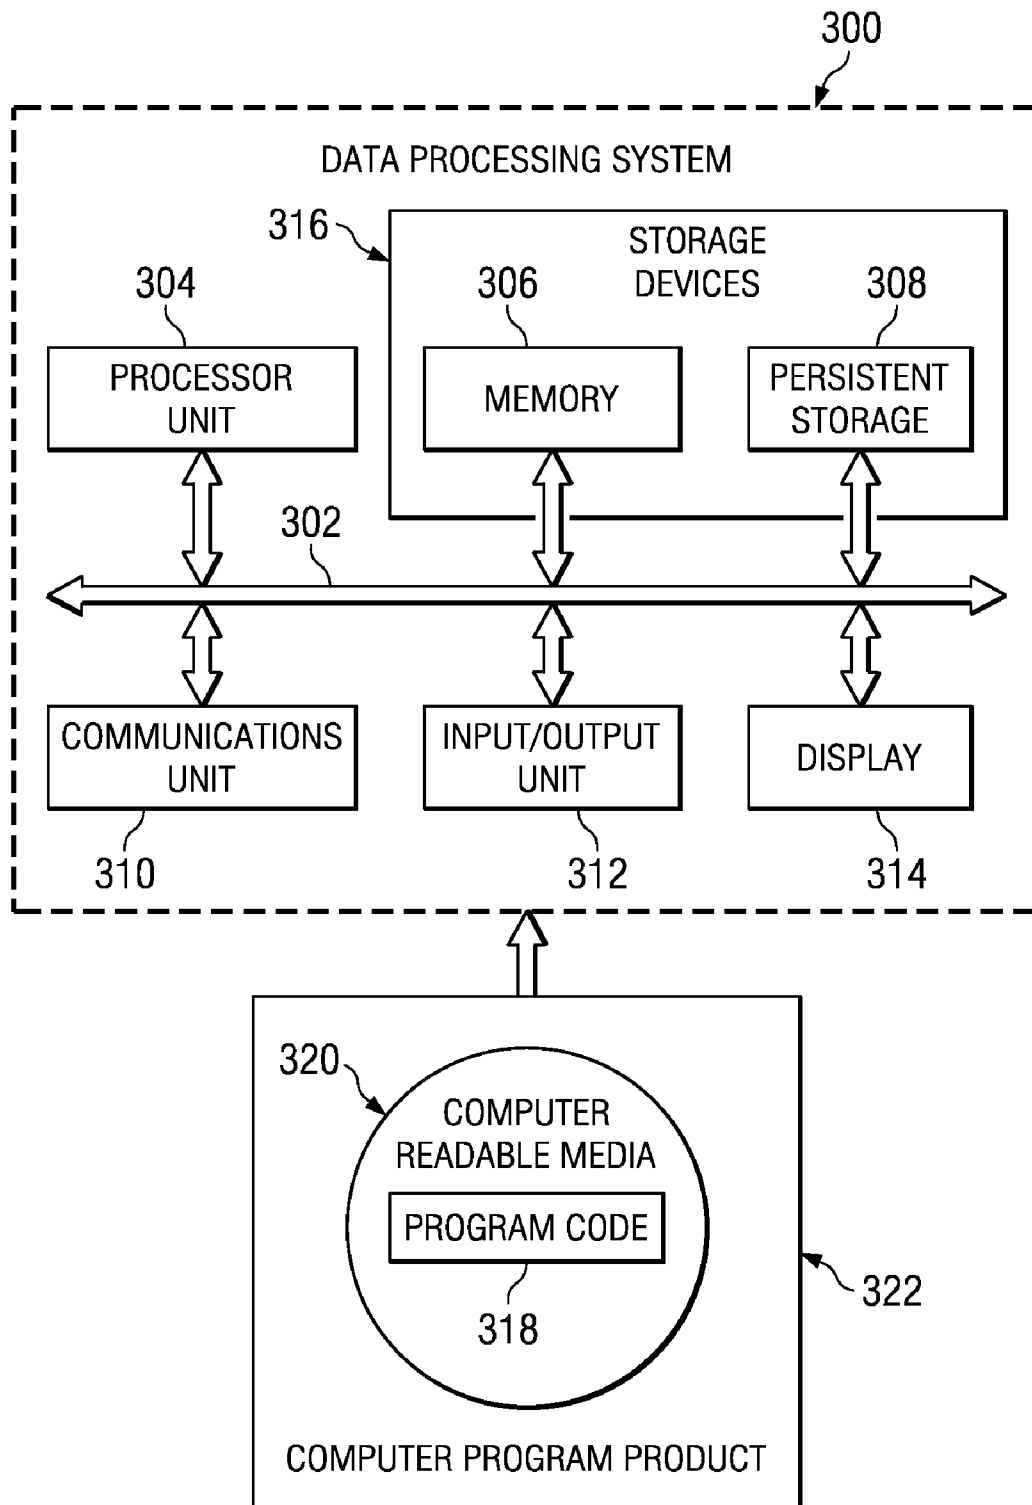 300
DATA PROCESSING SYSTEM
316
STORAGE
DEVICES
304
306
308
PROCESSOR
UNIT
MEMORY
PERSISTENT
STORAGE
302
COMMUNICATIONS
UNIT
INPUT/OUTPUT
UNIT
DISPLAY
310
312
314
320
COMPUTER
READABLE MEDIA
PROGRAM CODE
318
322
COMPUTER PROGRAM PRODUCT